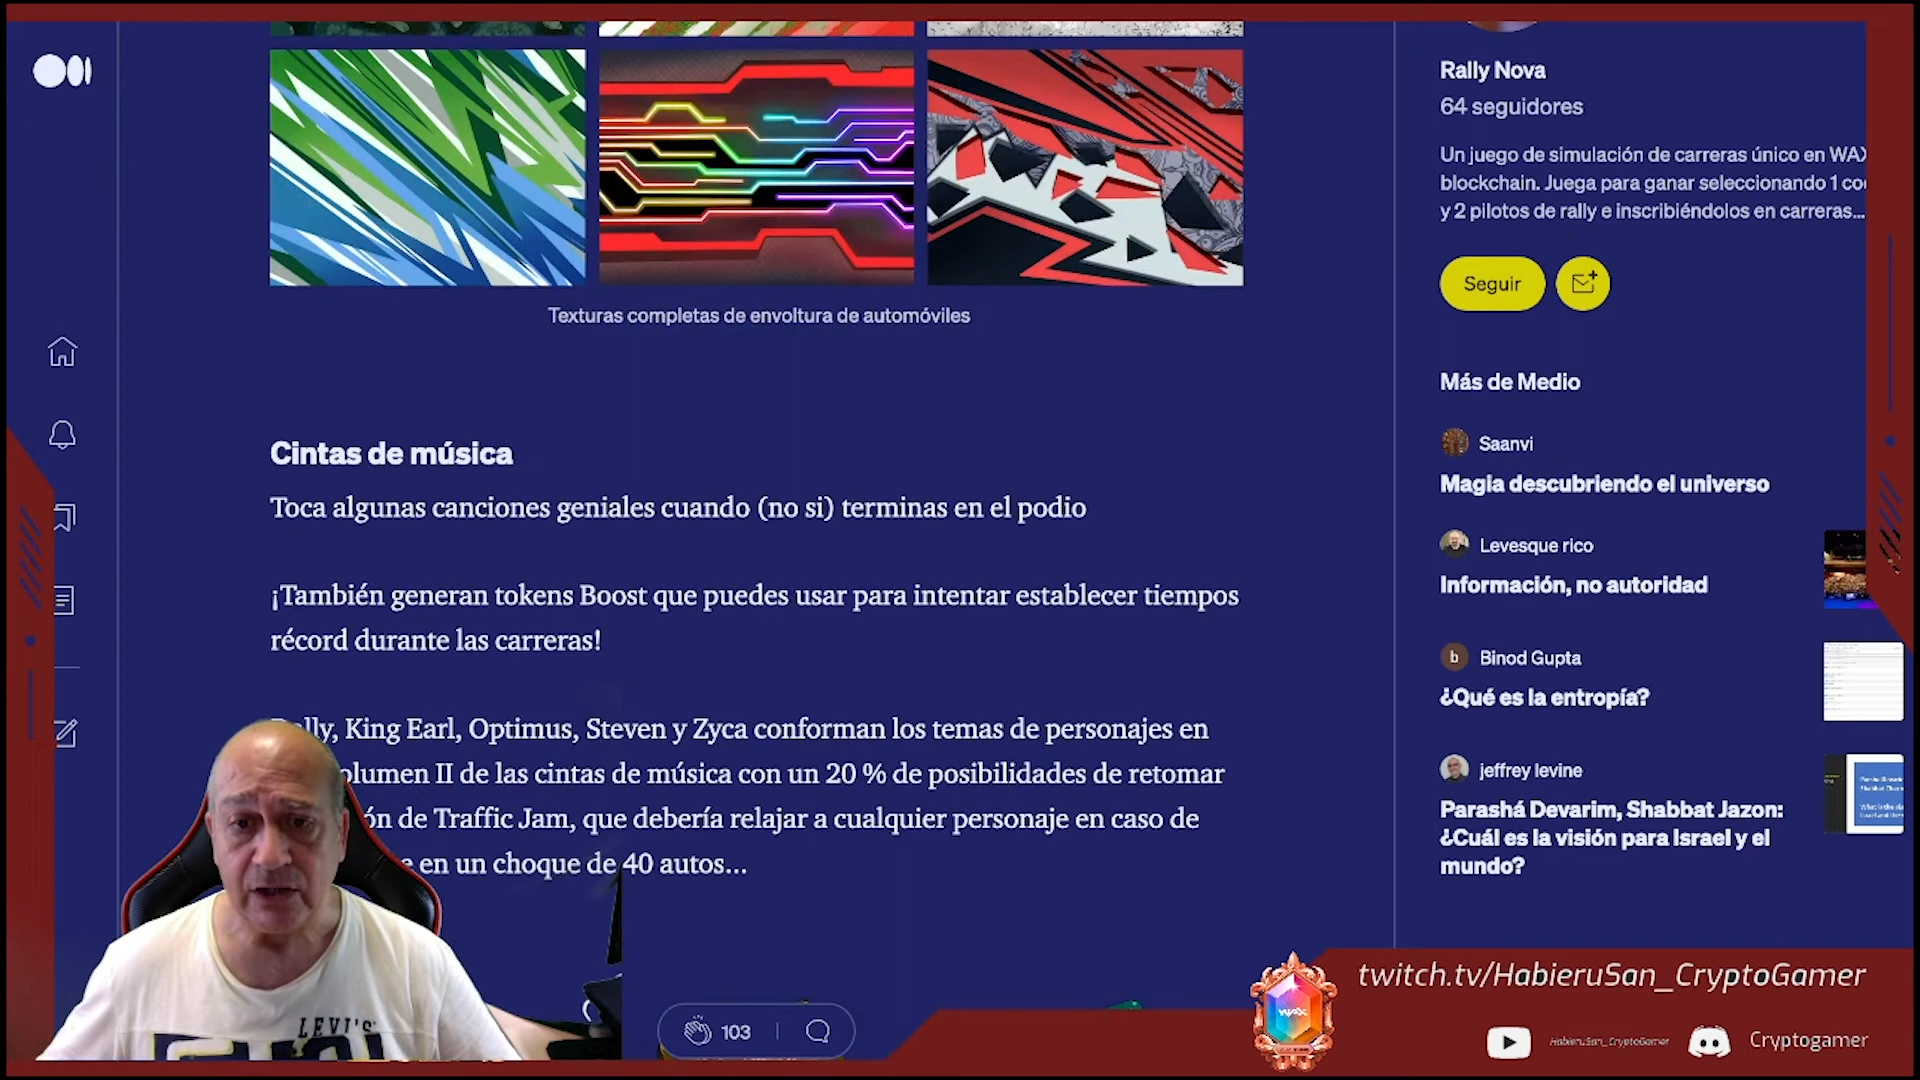 Rally Nova
64 seguidores
Un juego de simulación de carreras único en WAX
blockchain. Juega para ganar seleccionando 1
y 2 pilotos de rally e inscribiéndolos en carreras...
Seguir
Texturas completas de envoltura de automóviles
Cintas de música
Toca algunas canciones geniales cuando (no si) terminas en el podio
¡También generan tokens Boost que puedes usar para intentar establecer tiempos
récord durante las carreras!
King Earl, Optimus, Steven y Zyca conforman los temas de personajes en
II de las cintas de música con un 20 % de posibilidades de retomar
de Traffic Jam, que debería relajar a cualquier personaje en caso de
en un choque de 40 autos...
103
Más de Medio
Saanvi
Magia descubriendo el universo
Levesque rico
Información, no autoridad
b Binod Gupta
¿Qué es la entropía?
jeffrey levine
Parashá Devarim, Shabbat Jazon:
¿Cuál es la visión para Israel y el
mundo?
LEVI'S
WAX
twitch.tv/HabieruSan_CryptoGamer
HabieruSan_CryptoGamer
Cryptogamer